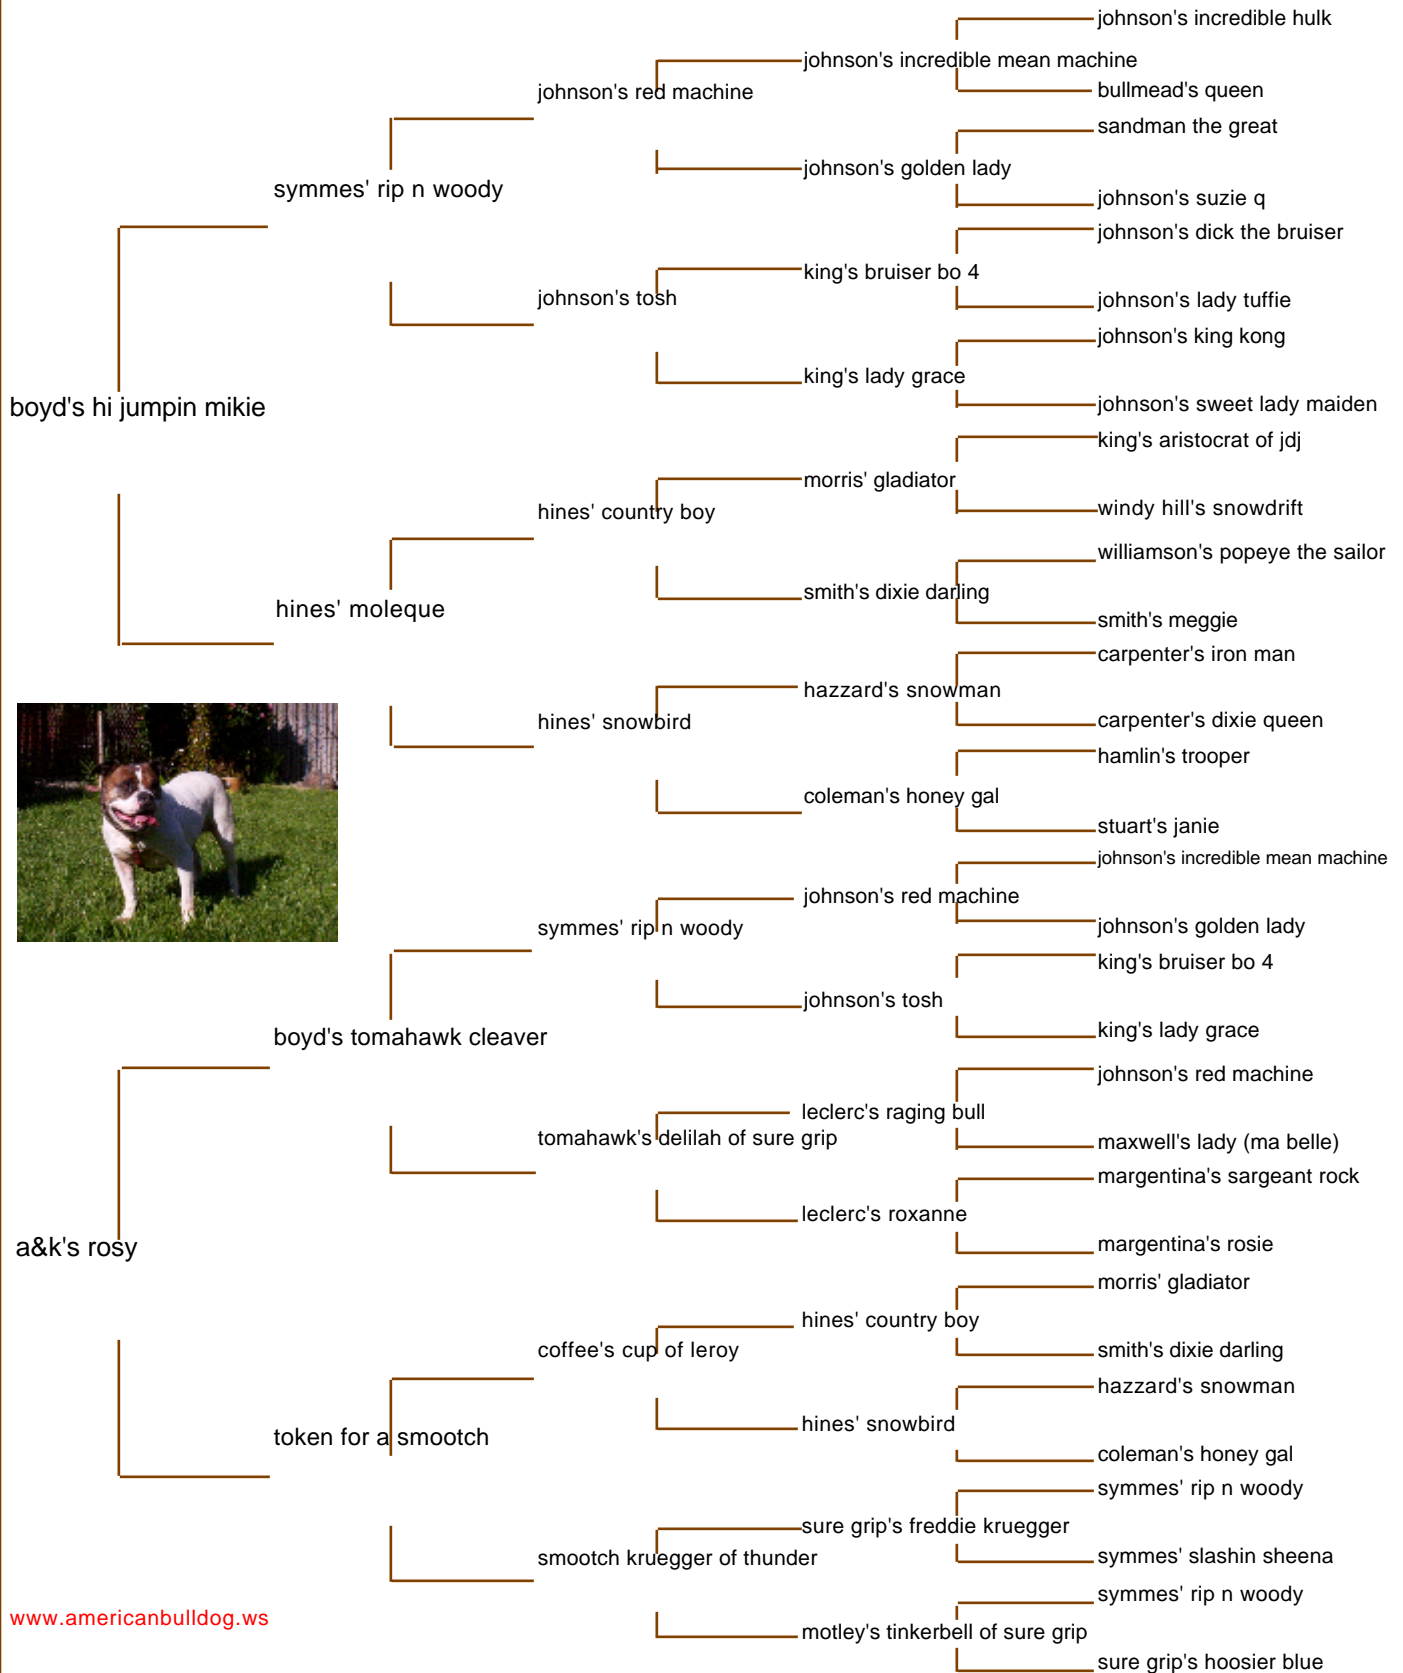 johnson's incredible hulk
johnson's incredible mean machine
johnson's red machine
bullmead's queen
sandman the great
johnson's golden lady
symmes' rip n woody
johnson's suzie q
johnson's dick the bruiser
king's bruiser bo 4
johnson's tosh
johnson's lady tuffie
johnson's king kong
king's lady grace
boyd's hi jumpin mikie
johnson's sweet lady maiden
king's aristocrat of jdj
morris' gladiator
hines' country boy
windy hill's snowdrift
williamson's popeye the sailor
smith's dixie darling
hines' moleque
smith's meggie
carpenter's iron man
hazzard's snowman
hines' snowbird
carpenter's dixie queen
hamlin's trooper
coleman's honey gal
stuart's janie
johnson's incredible mean machine
johnson's red machine
symmes' rip n woody
johnson's golden lady
king's bruiser bo 4
johnson's tosh
boyd's tomahawk cleaver
king's lady grace
johnson's red machine
leclerc's raging bull
tomahawk's delilah of sure grip
maxwell's lady (ma belle)
margentina's sargeant rock
leclerc's roxanne
a&k's rosy
margentina's rosie
morris' gladiator
hines' country boy
coffee's cup of leroy
smith's dixie darling
hazzard's snowman
hines' snowbird
token for a smootch
coleman's honey gal
symmes' rip n woody
sure grip's freddie kruegger
smootch kruegger of thunder
symmes' slashin sheena
symmes' rip n woody
www.americanbulldog.ws
motley's tinkerbell of sure grip
sure grip's hoosier blue